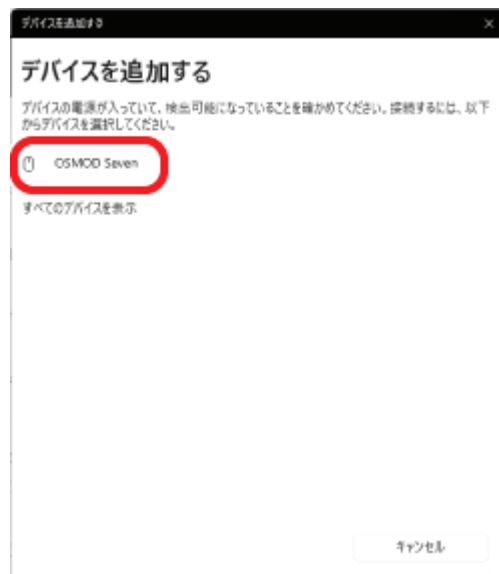 デバイスを追加する
デバイスを追加する
デバイスの電源が入っていて、検出可能になっていることを確かめてください。接続するには、以下
からデバイスを選択してください。
OSMOD Seven
すべてのデバイスを表示
キャンセル